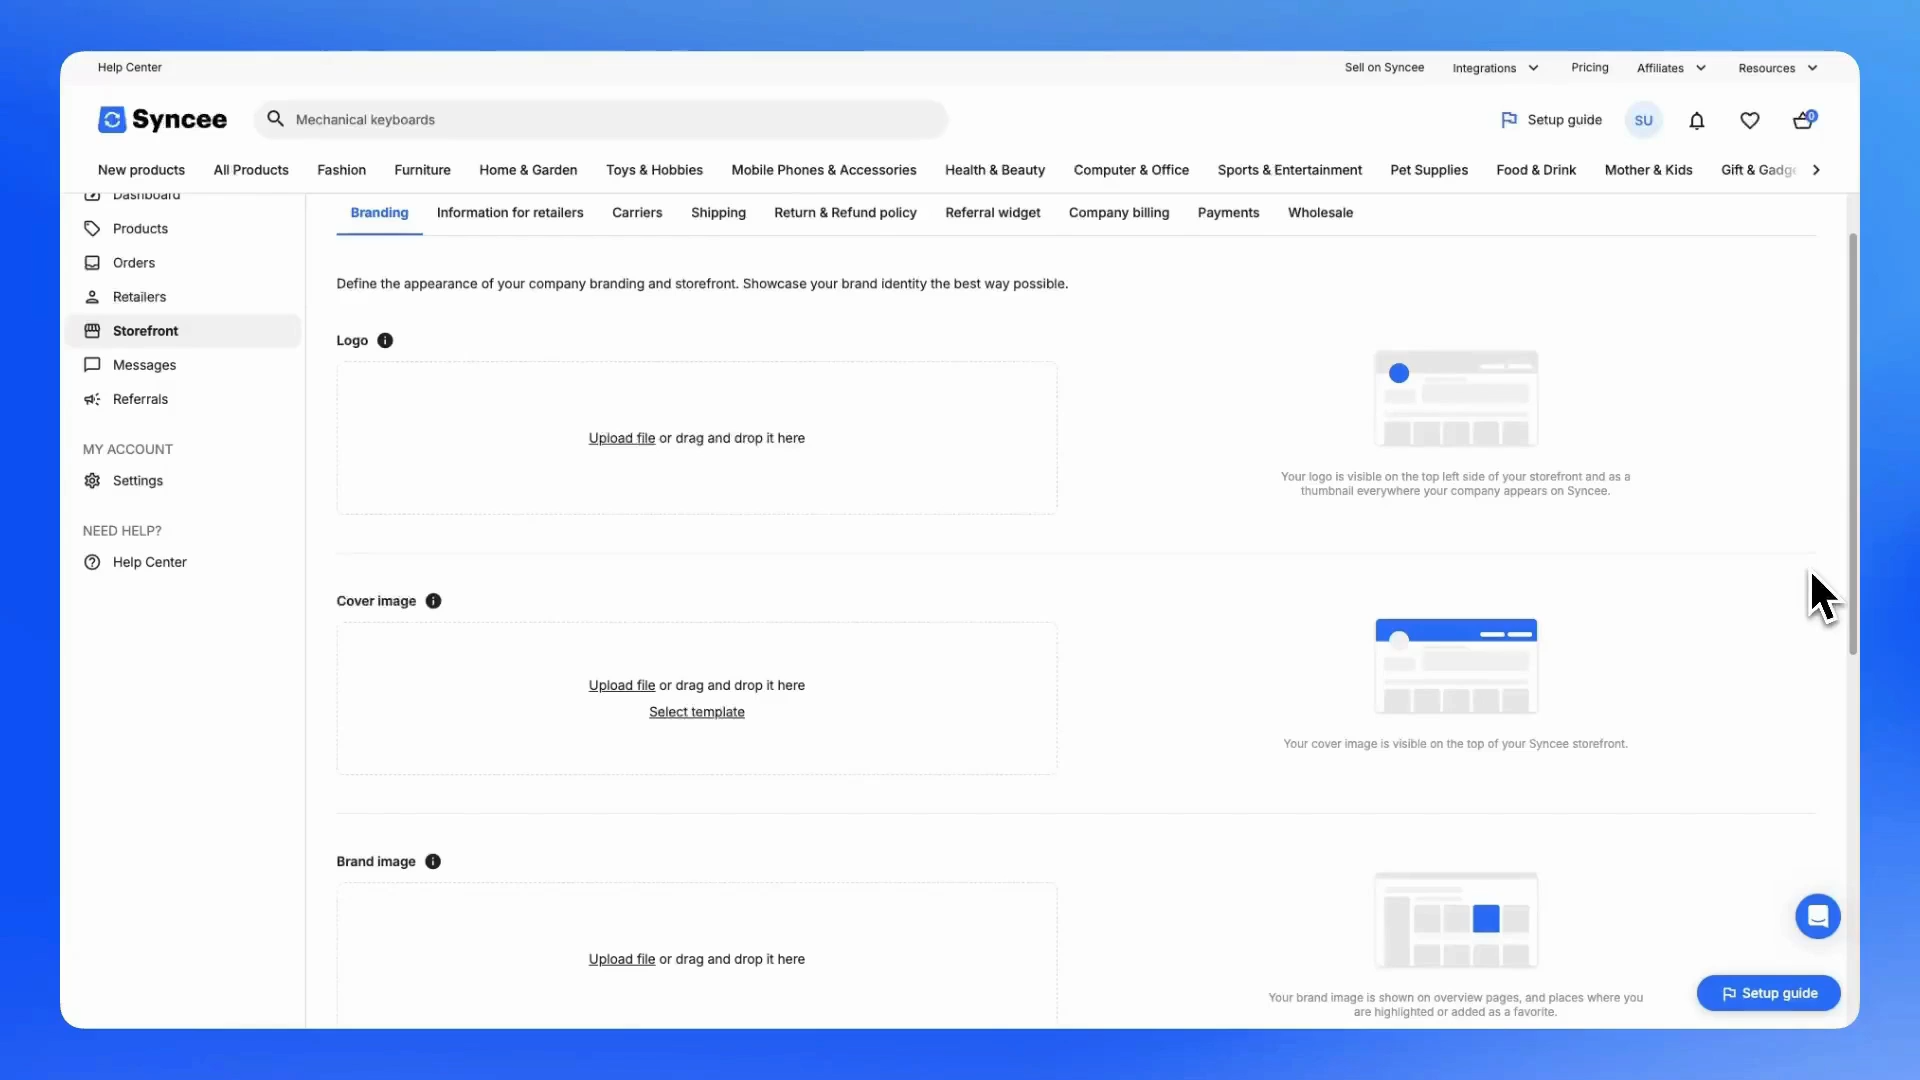 Help Center
Sell on Syncee
Integrations
Pricing
Affiliates
Resources
Syncee
Mechanical keyboards
Setup guide
SU
0
New products
All Products
Fashion
Furniture
Home & Garden
Toys & Hobbies
Mobile Phones & Accessories
Health & Beauty
Computer & Office
Sports & Entertainment
Pet Supplies
Food & Drink
Mother & Kids
Gift & Gadge
Dashboard
Products
Orders
Retailers
Storefront
Messages
Referrals
MY ACCOUNT
Settings
NEED HELP?
Help Center
Branding
Information for retailers
Carriers
Shipping
Return & Refund policy
Referral widget
Company billing
Payments
Wholesale
Define the appearance of your company branding and storefront. Showcase your brand identity the best way possible.
Logo
Upload file or drag and drop it here
Your logo is visible on the top left side of your storefront and as a
thumbnail everywhere your company appears on Syncee.
Cover image
Upload file or drag and drop it here
Select template
Your cover image is visible on the top of your Syncee storefront.
Brand image
Upload file or drag and drop it here
Your brand image is shown on overview pages, and places where you
are highlighted or added as a favorite.
Setup guide